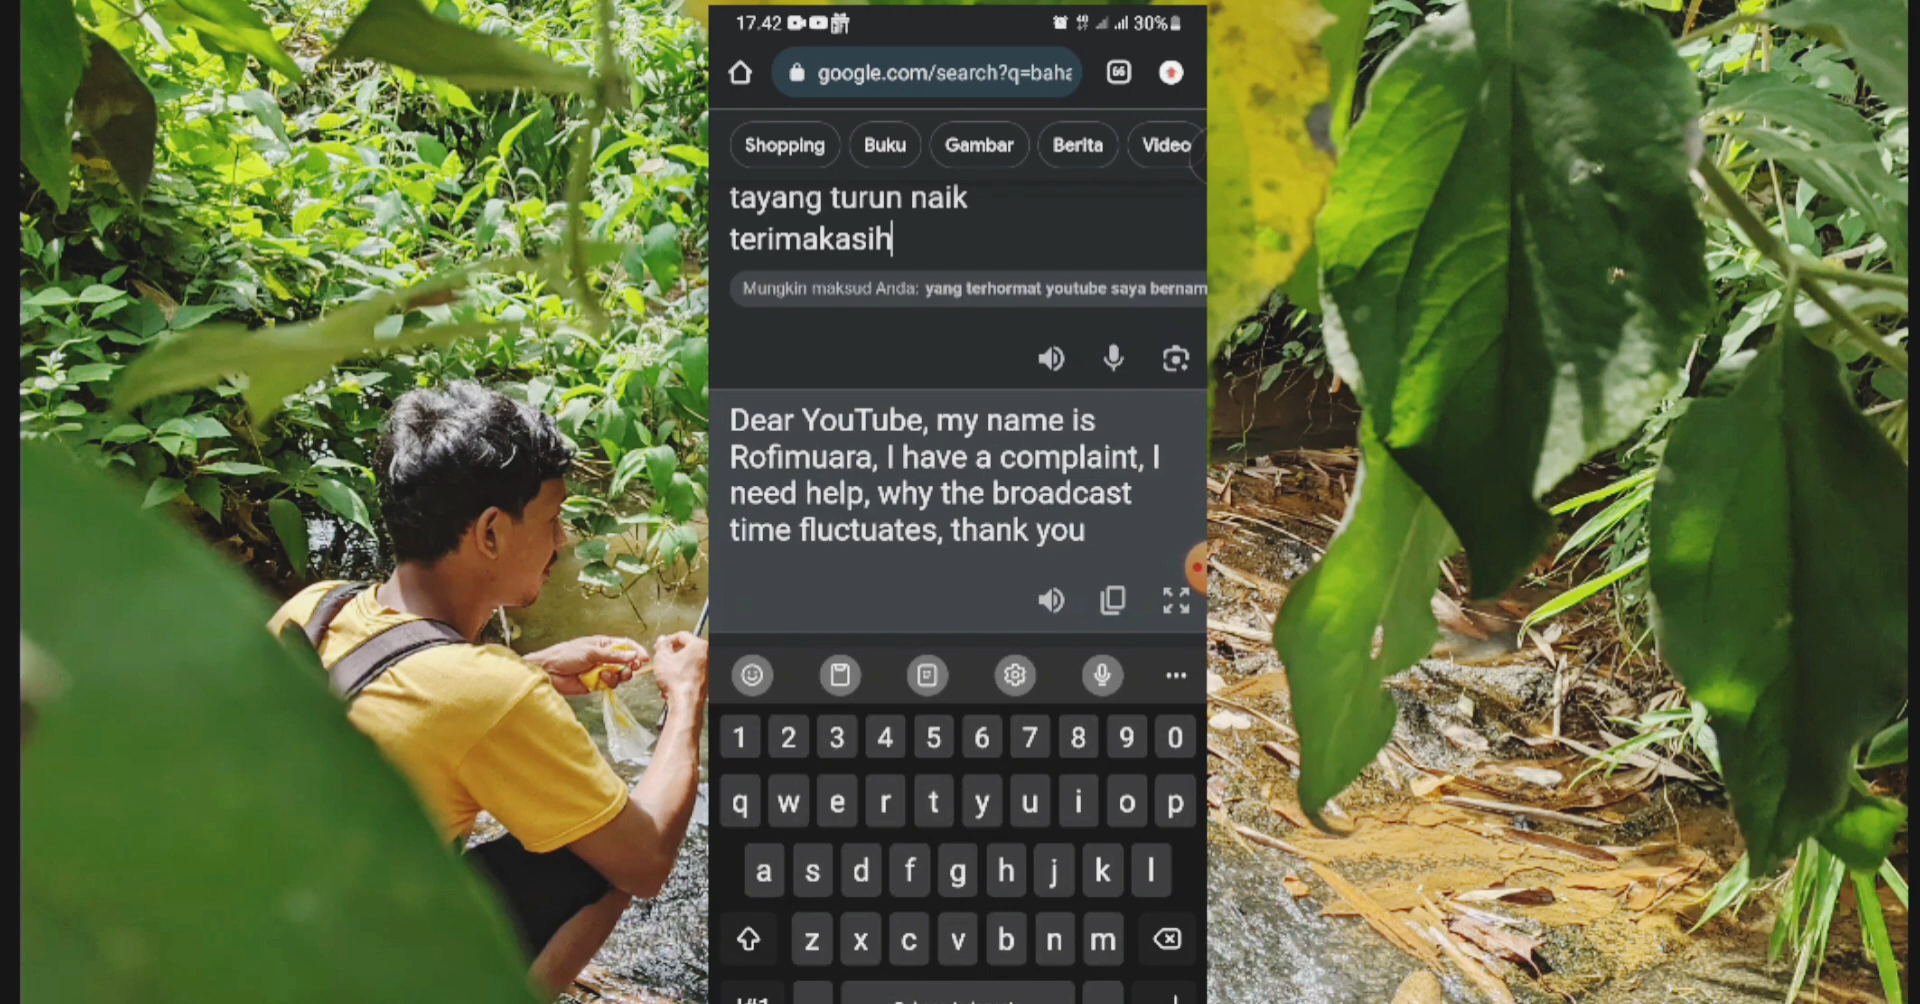 17.42
30%
google.com/search?q=baha
66
Shopping Buku Gambar Berita Video
tayang turun naik
terimakasih
Mungkin maksud Anda: yang terhormat youtube saya bernam
Dear YouTube, my name is
Rofimuara, I have a complaint, I
need help, why the broadcast
time fluctuates, thank you
1 2 3 4 5 6 7 8 9 0
q w e r t y u i o p
a s d f g h j k l
z x c v b n m